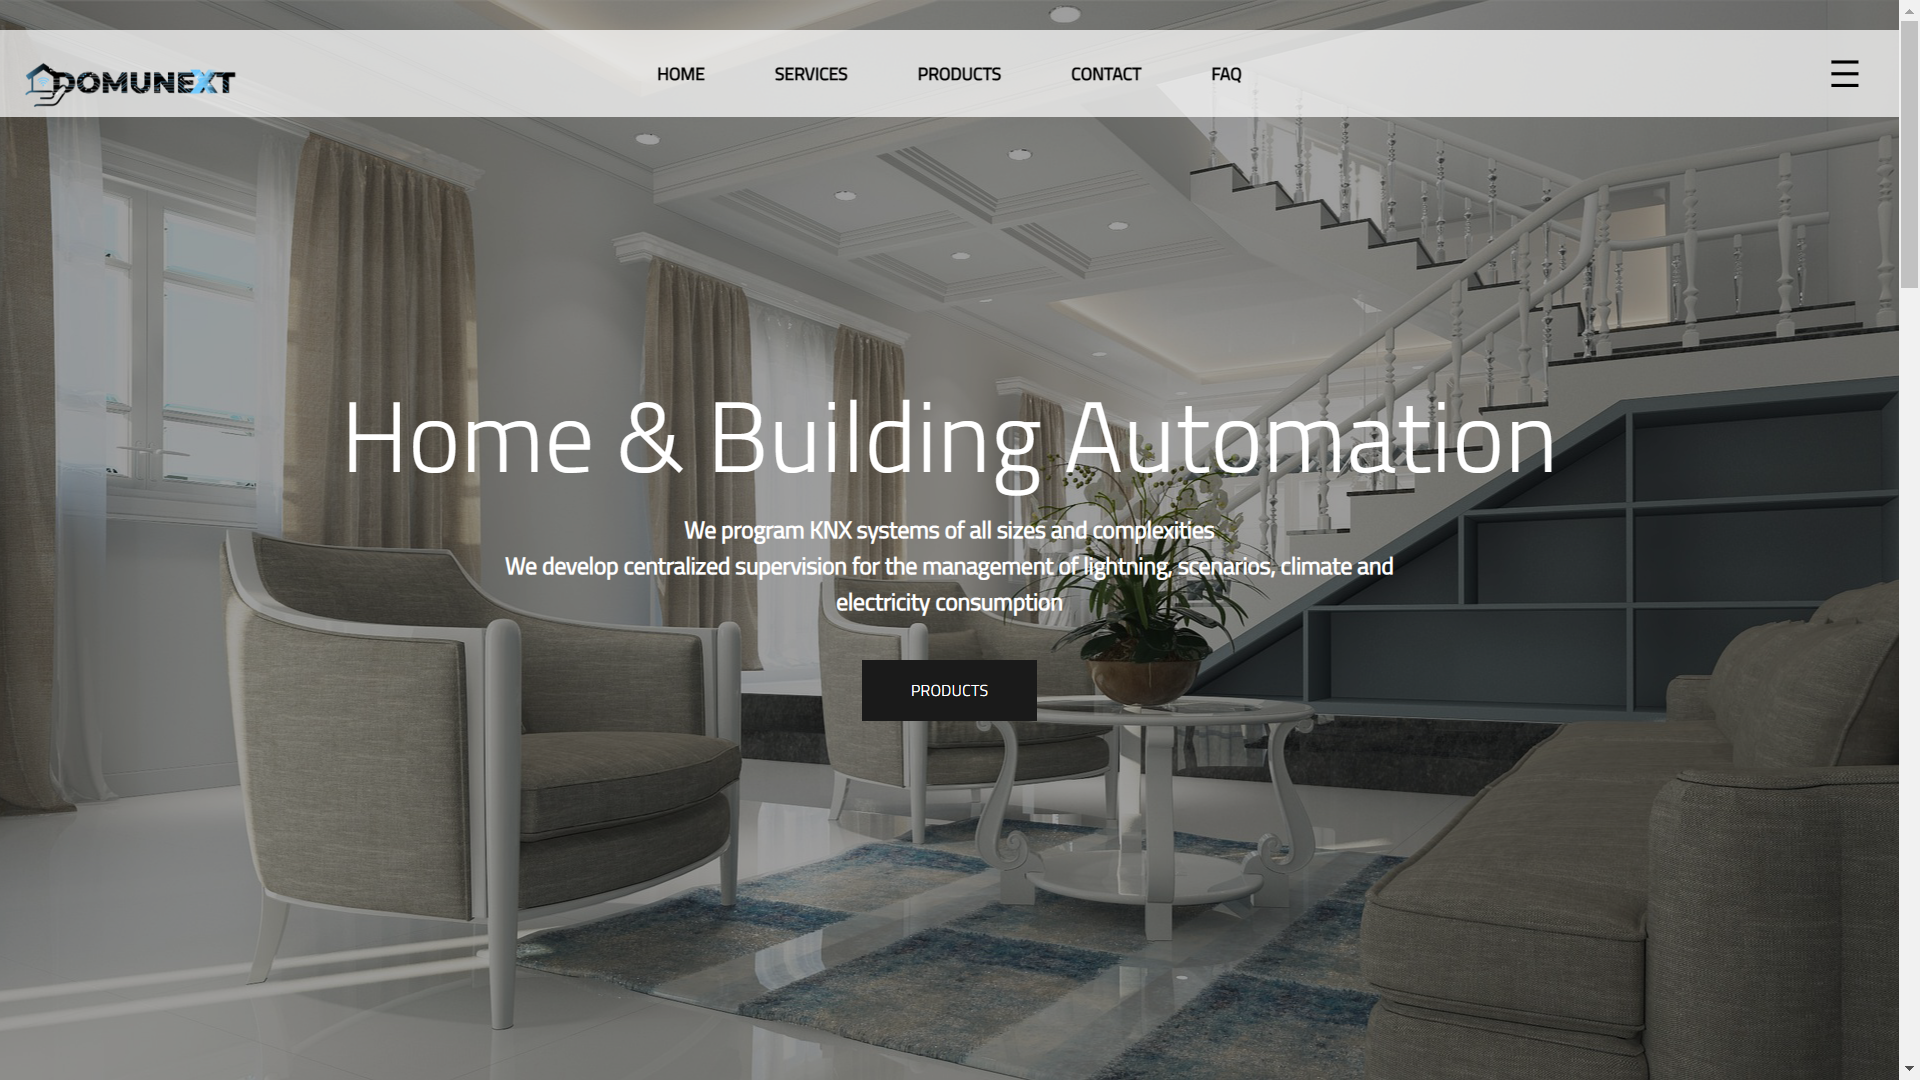 DOMUNEXT
HOME SERVICES PRODUCTS CONTACT FAQ
Home & Building Automation
We program KNX systems of all sizes and complexities
We develop centralized supervision for the management of lightning, scenarios, climate and
electricity consumption
PRODUCTS